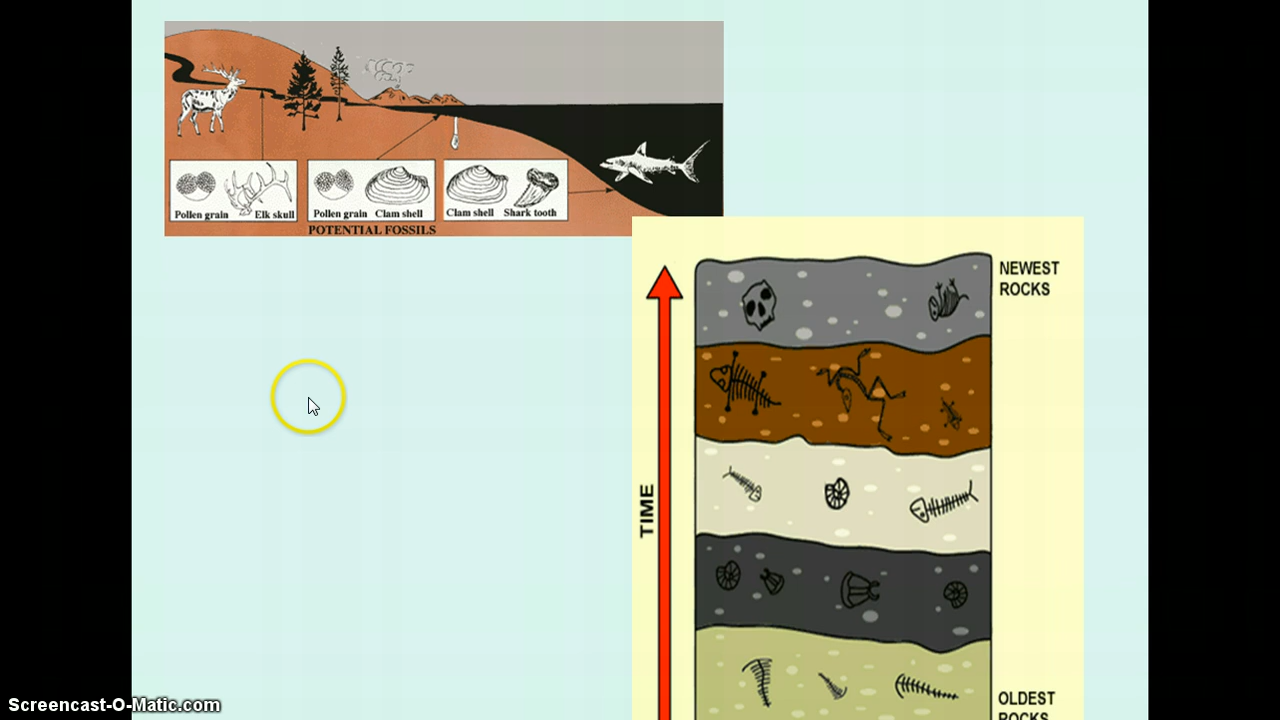 Pollen grain Elk skull
Pollen grain Clam shell
Clam shell Shark tooth
POTENTIAL FOSSILS
NEWEST
ROCKS
TIME
OLDEST
ROCKS
Screencast-O-Matic.com